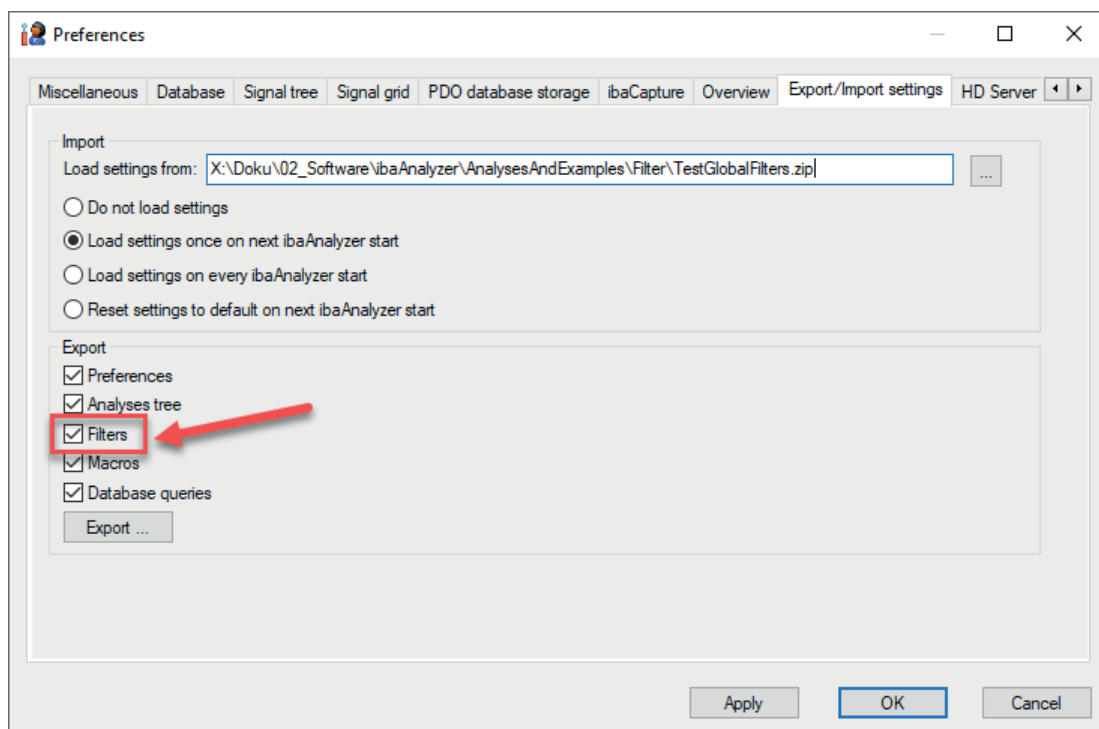 Preferences
Miscellaneous Database Signal tree Signal grid PDO database storage ibaCapture Overview Export/Import settings HD Server
Import
Load settings from: X:\Doku\02_Software\ibaAnalyzer\AnalysesAndExamples\Filter\TestGlobalFilters.zip ...
Do not load settings
Load settings once on next ibaAnalyzer start
Load settings on every ibaAnalyzer start
Reset settings to default on next ibaAnalyzer start
Export
Preferences
Analyses tree
Filters
Macros
Database queries
Export ...
Apply OK Cancel